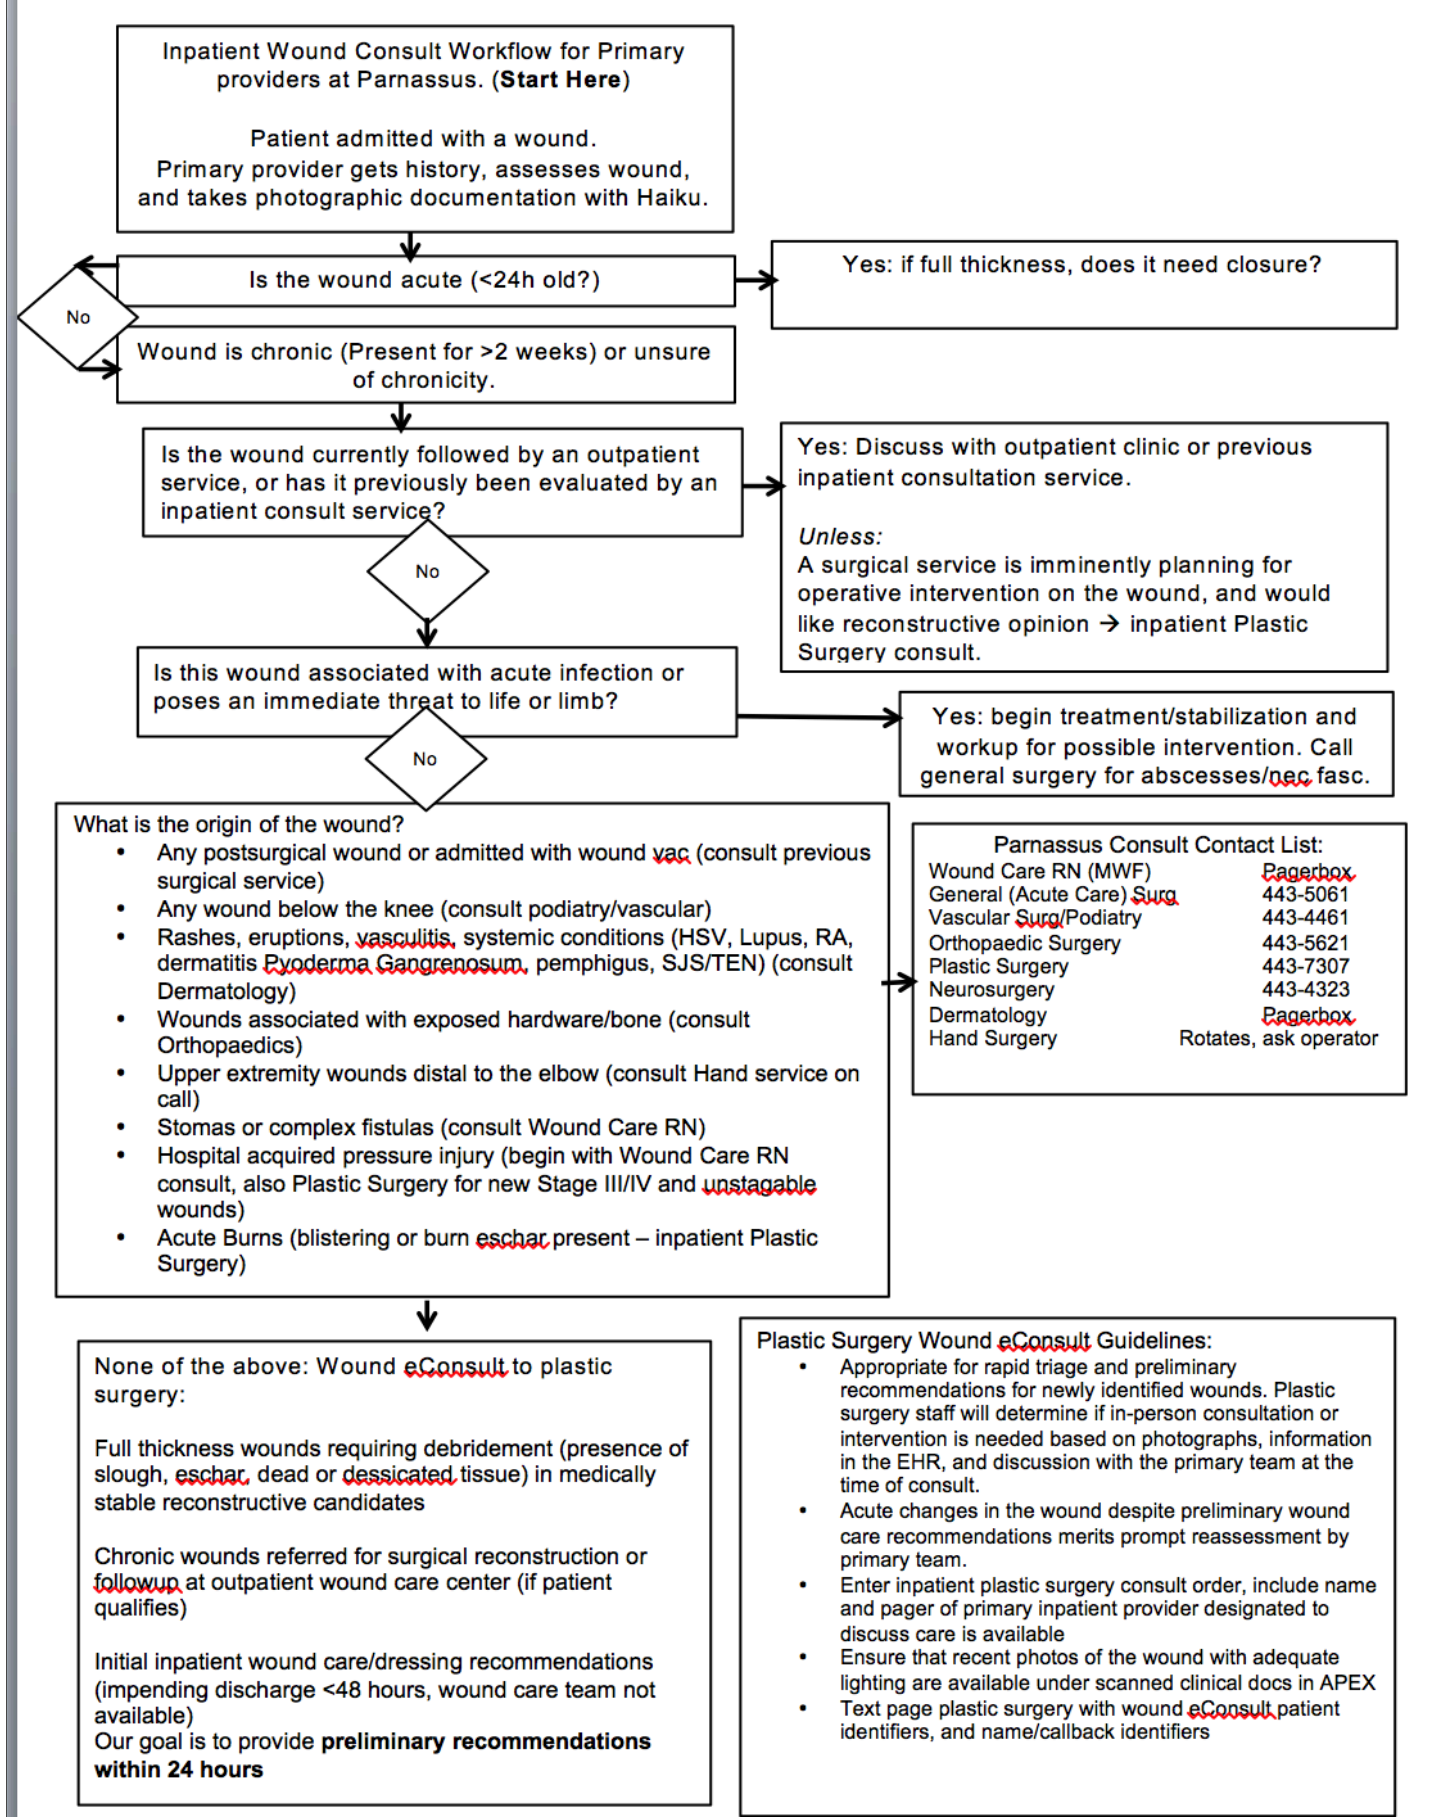 Inpatient Wound Consult Workflow for Primary
providers at Parnassus. (Start Here)
Patient admitted with a wound.
Primary provider gets history, assesses wound,
and takes photographic documentation with Haiku.
Is the wound acute (<24h old?)
Yes: if full thickness, does it need closure?
No
Wound is chronic (Present for >2 weeks) or unsure
of chronicity.
Is the wound currently followed by an outpatient
service, or has it previously been evaluated by an
inpatient consult service?
Yes: Discuss with outpatient clinic or previous
inpatient consultation service.
Unless:
A surgical service is imminently planning for
operative intervention on the wound, and would
like reconstructive opinion → inpatient Plastic
Surgery consult.
No
Is this wound associated with acute infection or
poses an immediate threat to life or limb?
Yes: begin treatment/stabilization and
workup for possible intervention. Call
general surgery for abscesses/nec fasc.
No
What is the origin of the wound?
• Any postsurgical wound or admitted with wound vac (consult previous
surgical service)
• Any wound below the knee (consult podiatry/vascular)
• Rashes, eruptions, vasculitis, systemic conditions (HSV, Lupus, RA,
dermatitis Pyoderma Gangrenosum, pemphigus, SJS/TEN) (consult
Dermatology)
• Wounds associated with exposed hardware/bone (consult
Orthopaedics)
• Upper extremity wounds distal to the elbow (consult Hand service on
call)
• Stomas or complex fistulas (consult Wound Care RN)
• Hospital acquired pressure injury (begin with Wound Care RN
consult, also Plastic Surgery for new Stage III/IV and unstagable
wounds)
• Acute Burns (blistering or burn eschar present – inpatient Plastic
Surgery)
Parnassus Consult Contact List:
Wound Care RN (MWF) Pagerbox
General (Acute Care) Surg 443-5061
Vascular Surg/Podiatry 443-4461
Orthopaedic Surgery 443-5621
Plastic Surgery 443-7307
Neurosurgery 443-4323
Dermatology Pagerbox
Hand Surgery Rotates, ask operator
None of the above: Wound eConsult to plastic
surgery:
Full thickness wounds requiring debridement (presence of
slough, eschar, dead or dessicated tissue) in medically
stable reconstructive candidates
Chronic wounds referred for surgical reconstruction or
followup at outpatient wound care center (if patient
qualifies)
Initial inpatient wound care/dressing recommendations
(impending discharge <48 hours, wound care team not
available)
Our goal is to provide preliminary recommendations
within 24 hours
Plastic Surgery Wound eConsult Guidelines:
• Appropriate for rapid triage and preliminary
recommendations for newly identified wounds. Plastic
surgery staff will determine if in-person consultation or
intervention is needed based on photographs, information
in the EHR, and discussion with the primary team at the
time of consult.
• Acute changes in the wound despite preliminary wound
care recommendations merits prompt reassessment by
primary team.
• Enter inpatient plastic surgery consult order, include name
and pager of primary inpatient provider designated to
discuss care is available
• Ensure that recent photos of the wound with adequate
lighting are available under scanned clinical docs in APEX
• Text page plastic surgery with wound eConsult patient
identifiers, and name/callback identifiers